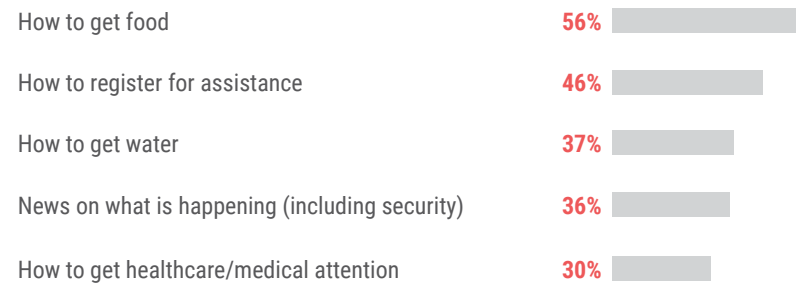 How to get food 56%
How to register for assistance 46%
How to get water 37%
News on what is happening (including security) 36%
How to get healthcare/medical attention 30%